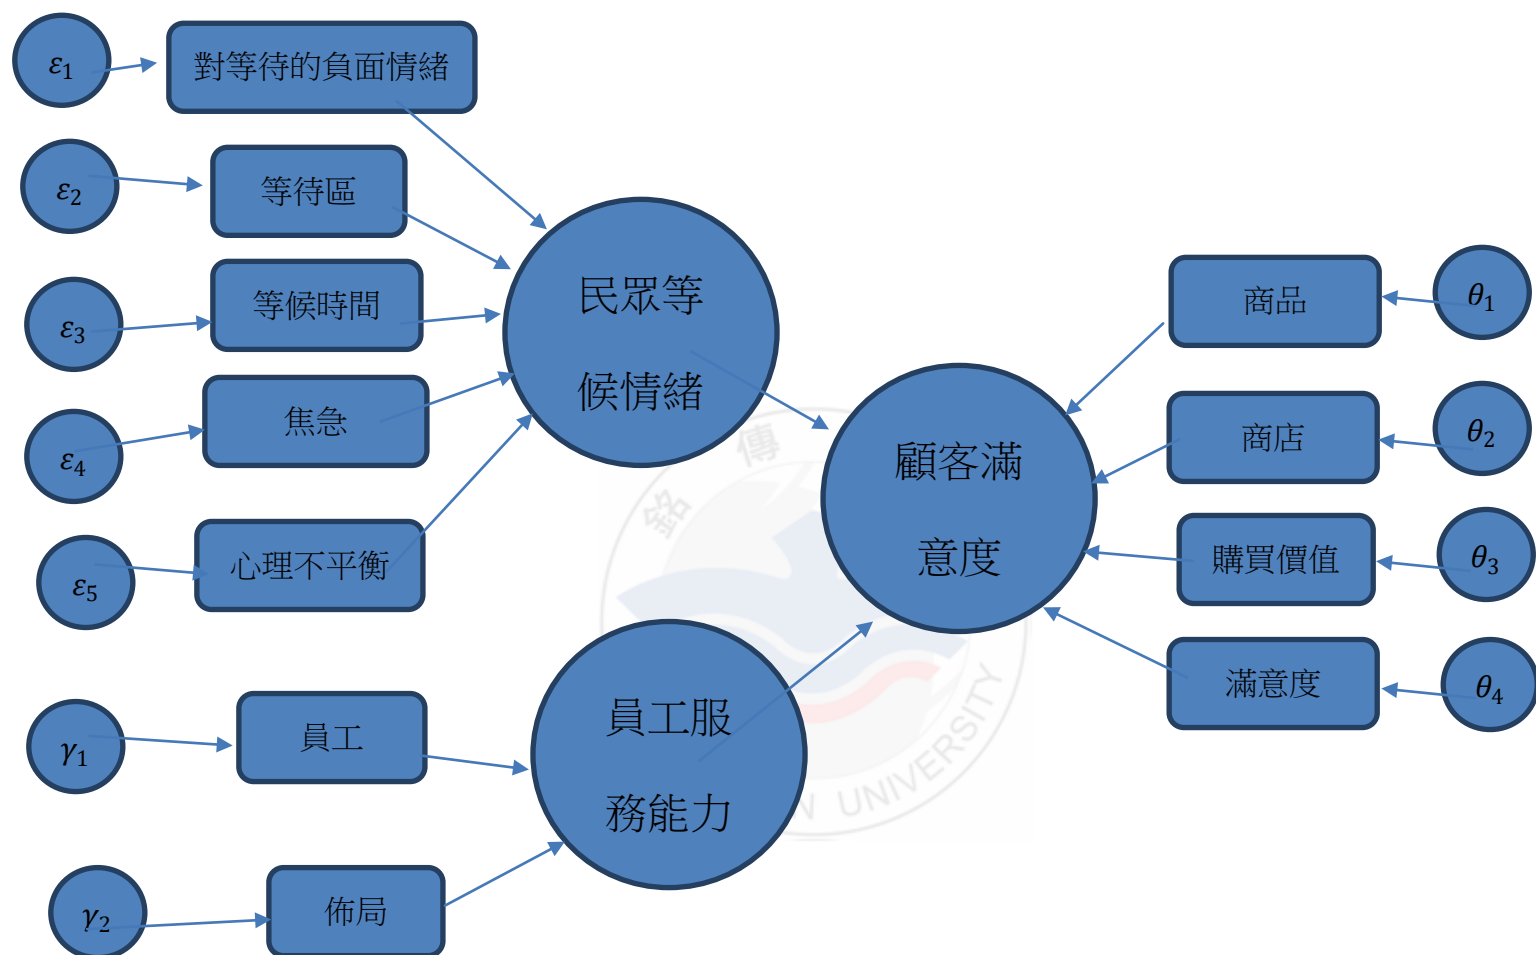 ε1
對等待的負面情緒
ε2
等待區
ε3
等候時間
ε4
焦急
ε5
心理不平衡
民眾等
候情緒
γ1
員工
γ2
佈局
員工服
務能力
顧客滿
意度
商品
θ1
商店
θ2
購買價值
θ3
滿意度
θ4
銘傳
UNIVERSITY